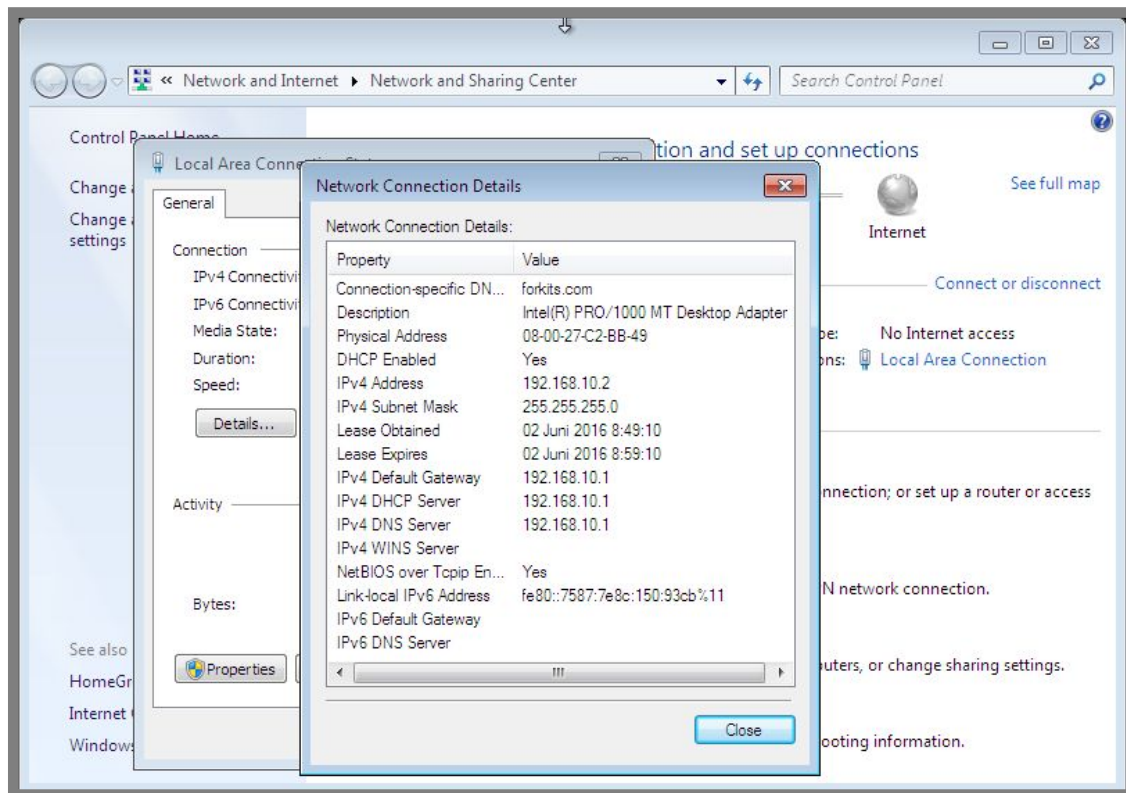 « Network and Internet ▸ Network and Sharing Center
Search Control Panel
Control Panel Home
Change
Change
settings
See also
HomeGr
Internet
Windows
tion and set up connections
See full map
Internet
Connect or disconnect
pe: No Internet access
ons: Local Area Connection
nnection; or set up a router or access
N network connection.
uters, or change sharing settings.
ooting information.
Local Area Conne
General
Connection
IPv4 Connectivi
IPv6 Connectivi
Media State:
Duration:
Speed:
Details...
Activity
Bytes:
Properties
Network Connection Details
Network Connection Details:
Property Value
Connection-specific DN... forkits.com
Description Intel(R) PRO/1000 MT Desktop Adapter
Physical Address 08-00-27-C2-BB-49
DHCP Enabled Yes
IPv4 Address 192.168.10.2
IPv4 Subnet Mask 255.255.255.0
Lease Obtained 02 Juni 2016 8:49:10
Lease Expires 02 Juni 2016 8:59:10
IPv4 Default Gateway 192.168.10.1
IPv4 DHCP Server 192.168.10.1
IPv4 DNS Server 192.168.10.1
IPv4 WINS Server
NetBIOS over Tcpip En... Yes
Link-local IPv6 Address fe80::7587:7e8c:150:93cb%11
IPv6 Default Gateway
IPv6 DNS Server
Close